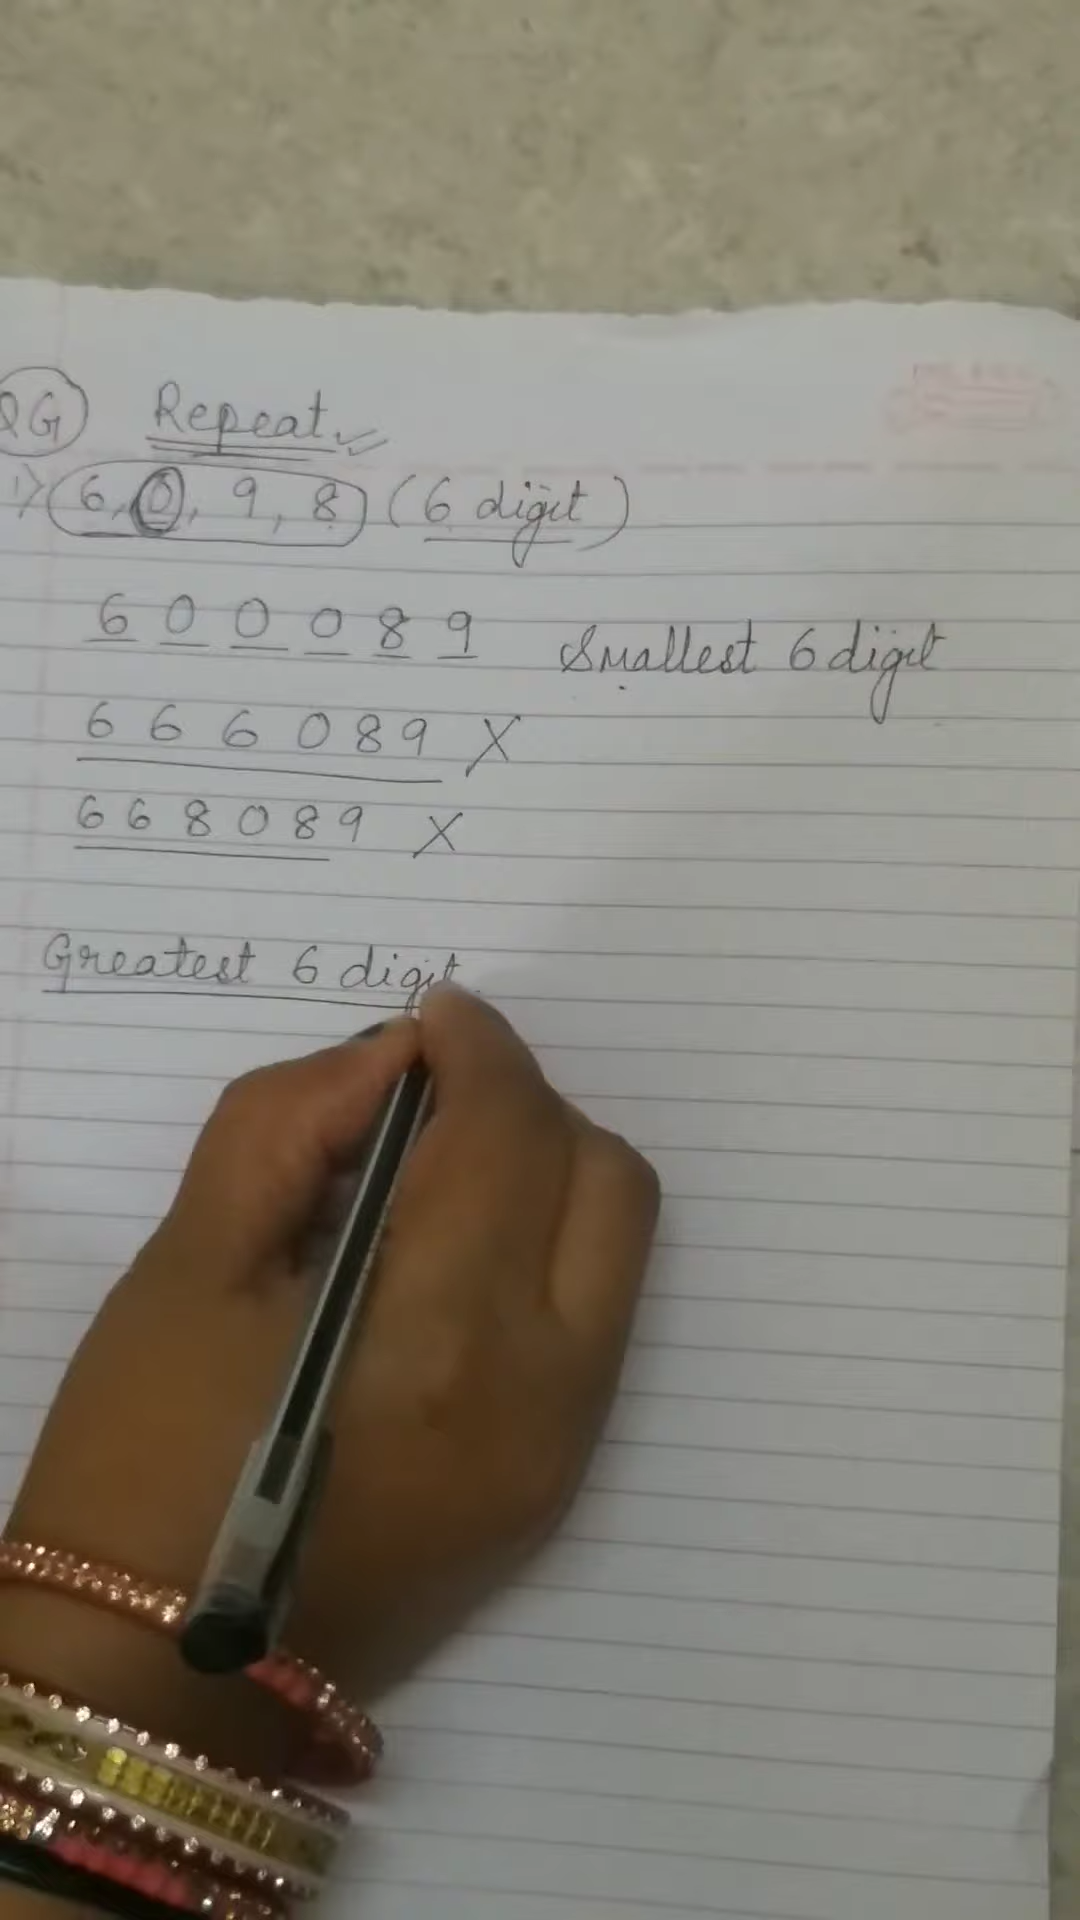 QG Repeat
1) 6, 0, 9, 8 (6 digit)
6 0 0 0 8 9 Smallest 6 digit
6 6 6 0 8 9 X
6 6 8 0 8 9 X
Greatest 6 digit